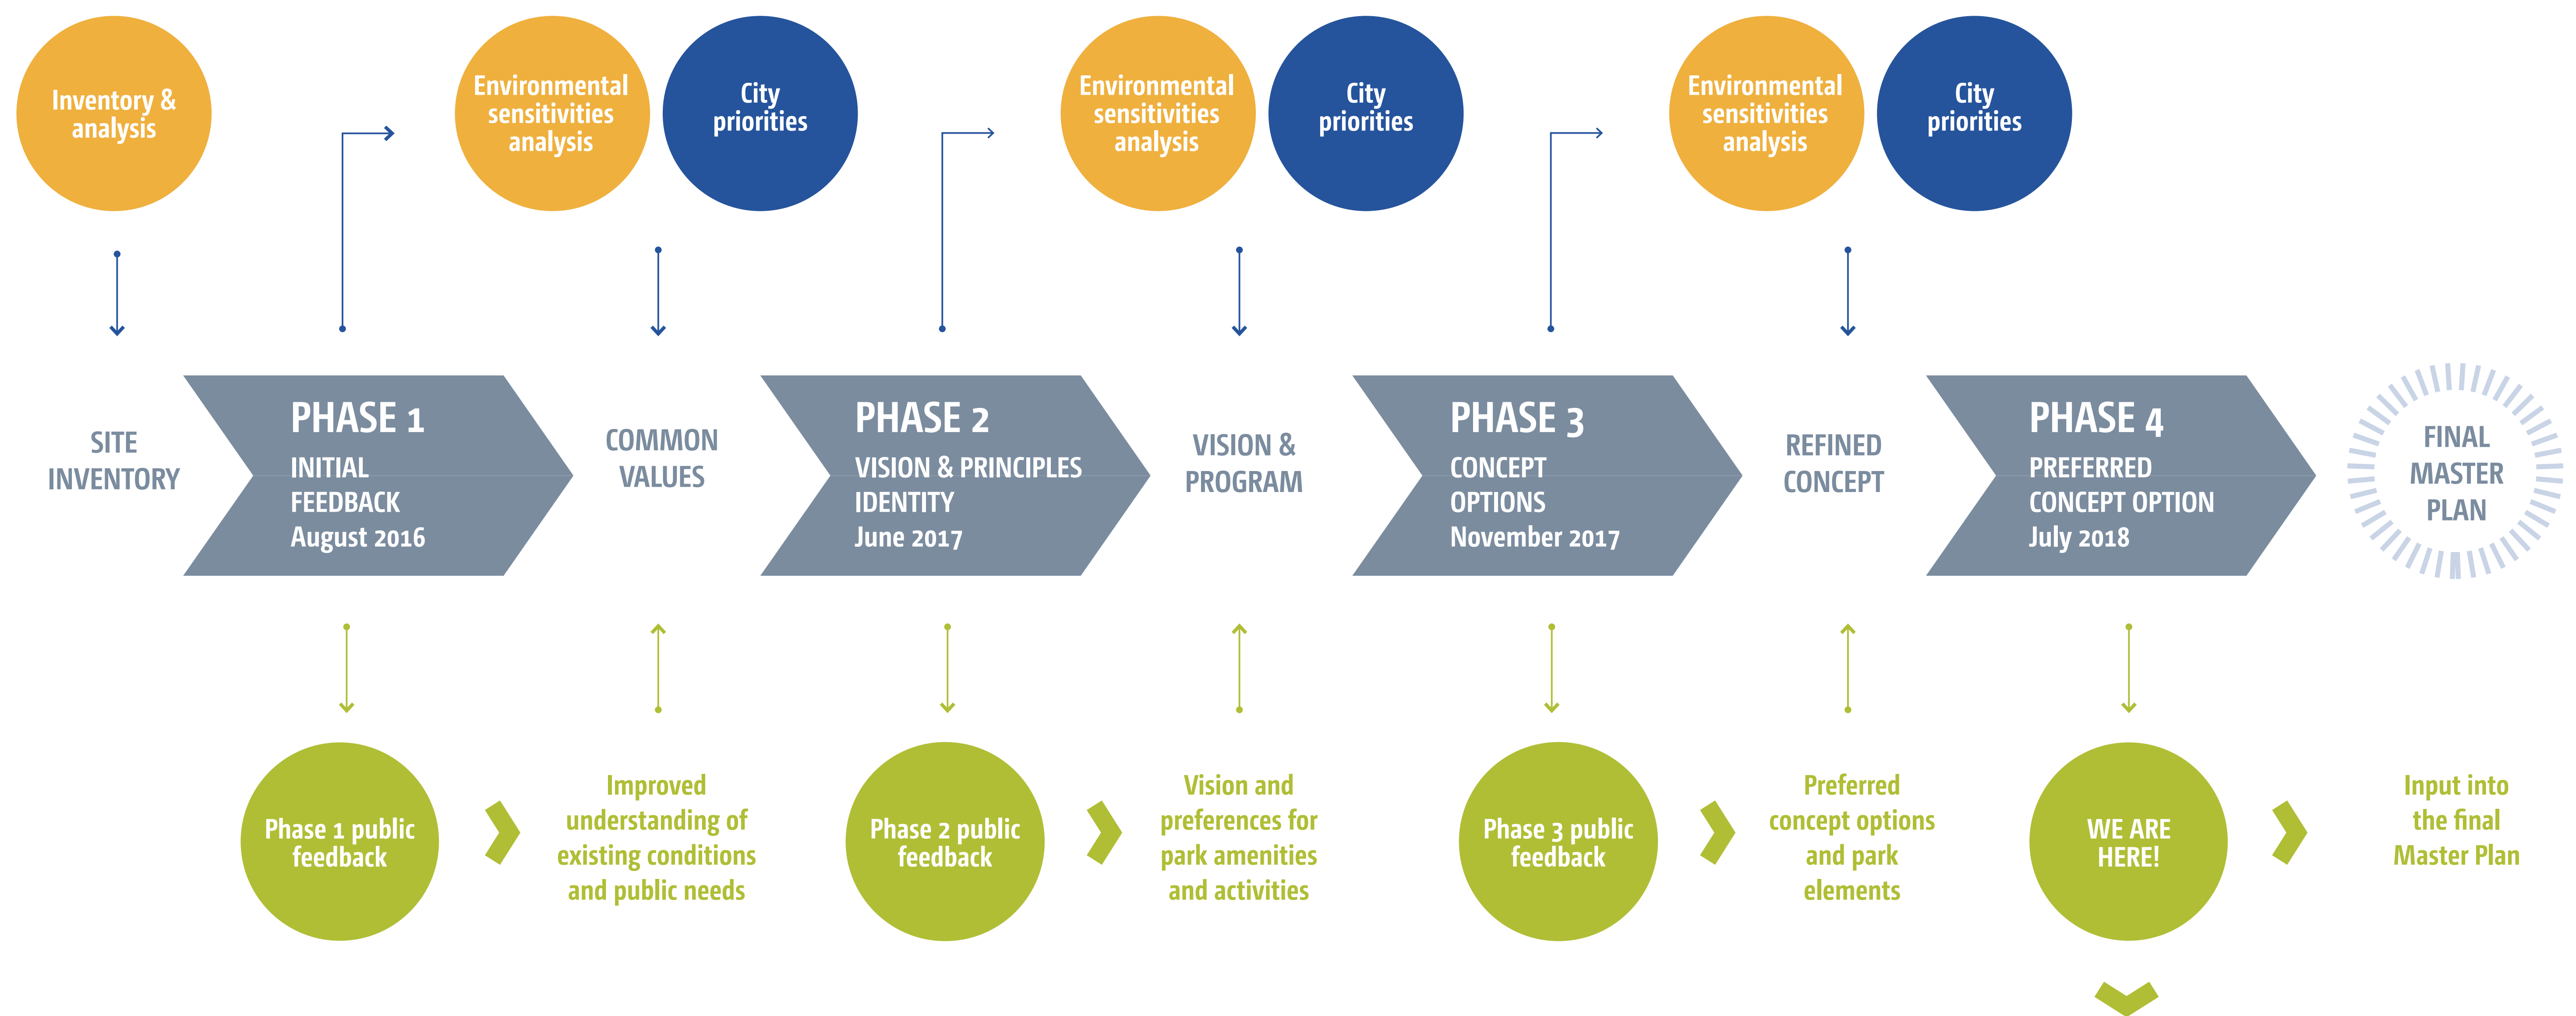 Inventory &
analysis
Environmental
sensitivities
analysis
City
priorities
Environmental
sensitivities
analysis
City
priorities
Environmental
sensitivities
analysis
City
priorities
SITE
INVENTORY
PHASE 1
INITIAL
FEEDBACK
August 2016
COMMON
VALUES
PHASE 2
VISION & PRINCIPLES
IDENTITY
June 2017
VISION &
PROGRAM
PHASE 3
CONCEPT
OPTIONS
November 2017
REFINED
CONCEPT
PHASE 4
PREFERRED
CONCEPT OPTION
July 2018
FINAL
MASTER
PLAN
Phase 1 public
feedback
Improved
understanding of
existing conditions
and public needs
Phase 2 public
feedback
Vision and
preferences for
park amenities
and activities
Phase 3 public
feedback
Preferred
concept options
and park
elements
WE ARE
HERE!
Input into
the final
Master Plan